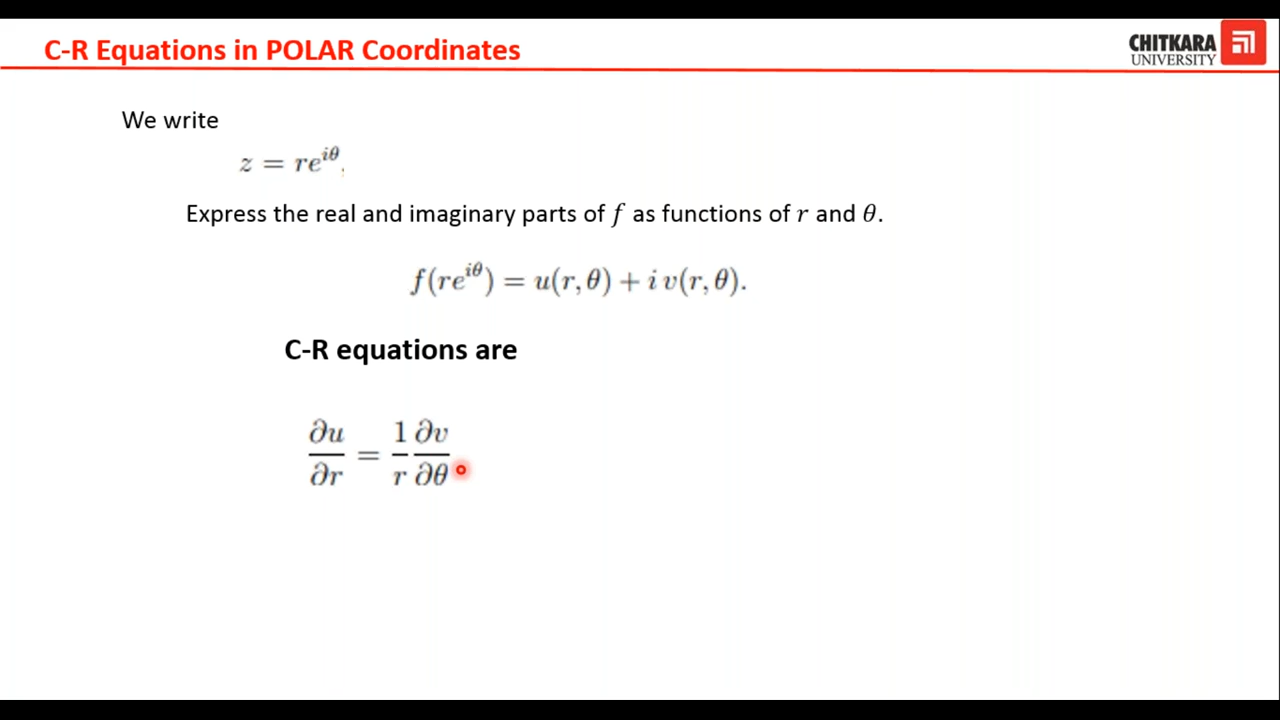 C-R Equations in POLAR Coordinates
CHITKARA
UNIVERSITY
We write
z = re^{iθ}.
Express the real and imaginary parts of f as functions of r and θ.
f(re^{iθ}) = u(r, θ) + i v(r, θ).
C-R equations are
∂u/∂r = 1/r ∂v/∂θ